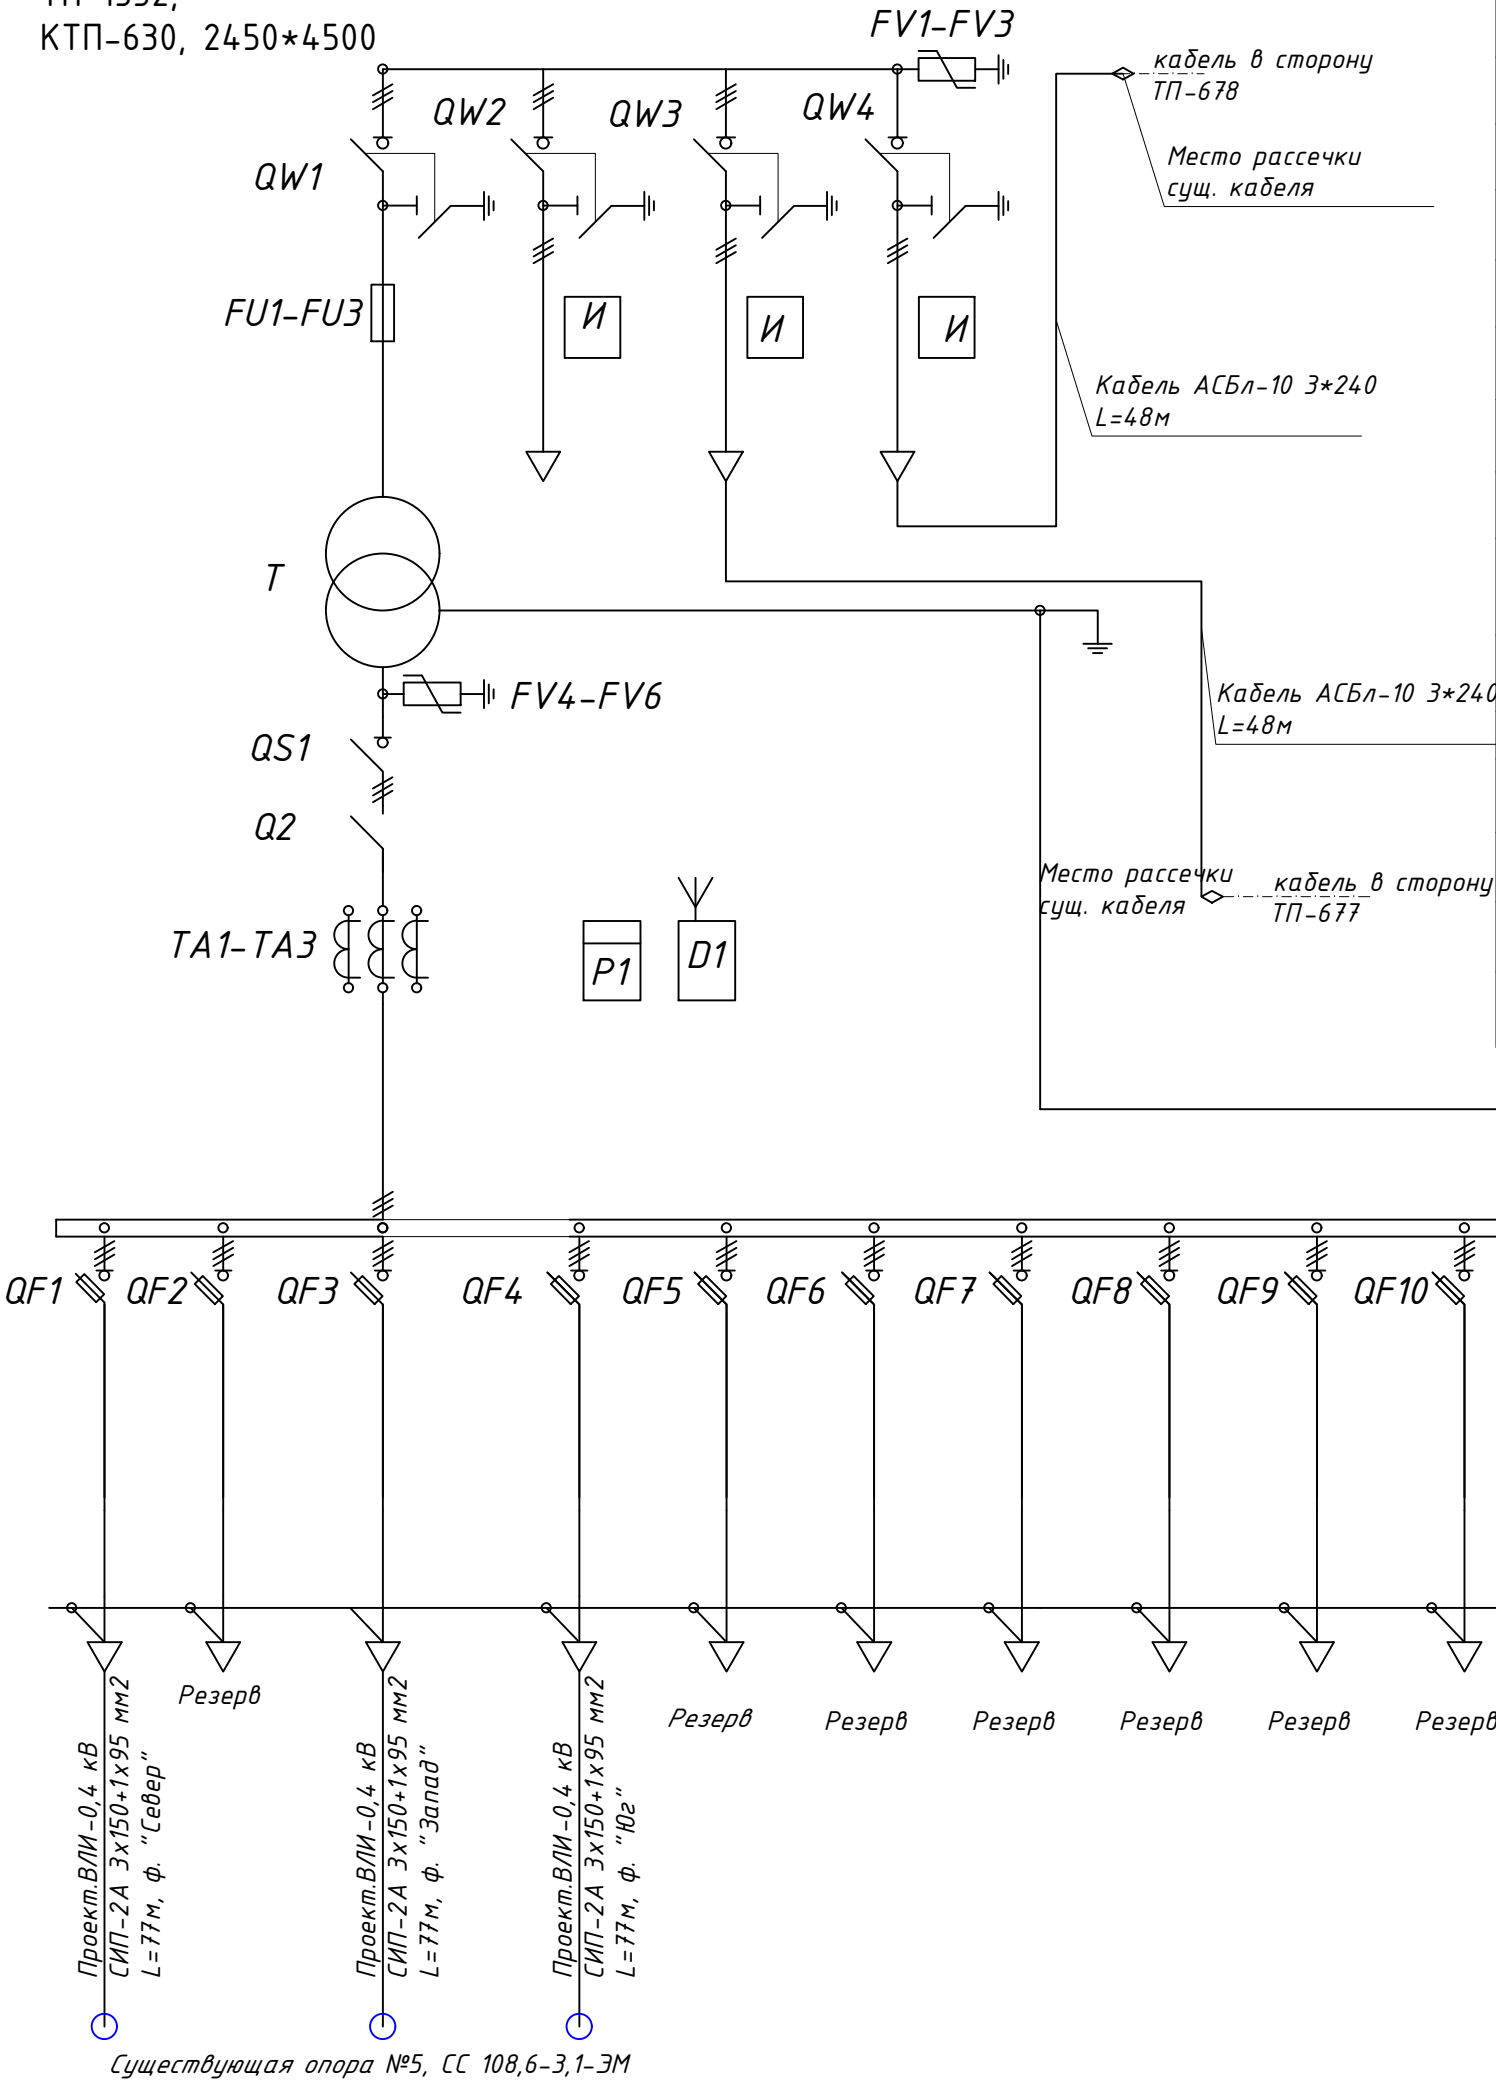 КТП-630, 2450*4500
FV1-FV3
кабель в сторону
ТП-678
QW1
QW2
QW3
QW4
Место рассечки
сущ. кабеля
FU1-FU3
И
И
И
Кабель АСБл-10 3*240
L=48м
T
FV4-FV6
Кабель АСБл-10 3*240
L=48м
QS1
Q2
Место рассечки
сущ. кабеля
кабель в сторону
ТП-677
TA1-TA3
P1
D1
QF1
QF2
QF3
QF4
QF5
QF6
QF7
QF8
QF9
QF10
Резерв
Резерв
Резерв
Резерв
Резерв
Резерв
Резерв
Проект.ВЛИ-0,4 кВ
СИП-2А 3х150+1х95 мм2
L=77м, ф. "Север"
Проект.ВЛИ-0,4 кВ
СИП-2А 3х150+1х95 мм2
L=77м, ф. "Запад"
Проект.ВЛИ-0,4 кВ
СИП-2А 3х150+1х95 мм2
L=77м, ф. "Юг"
Существующая опора №5, СС 108,6-3,1-ЭМ